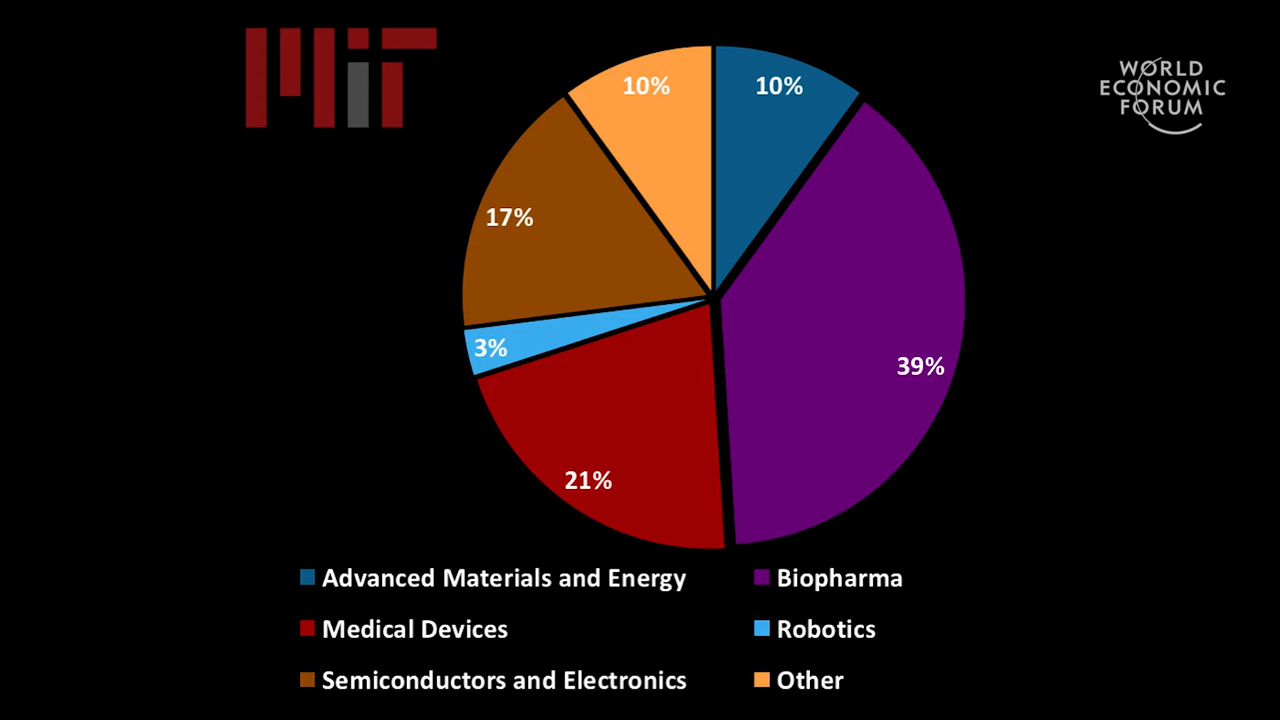 MIT
WORLD
ECONOMIC
FORUM
10%
10%
17%
3%
39%
21%
Advanced Materials and Energy
Biopharma
Medical Devices
Robotics
Semiconductors and Electronics
Other